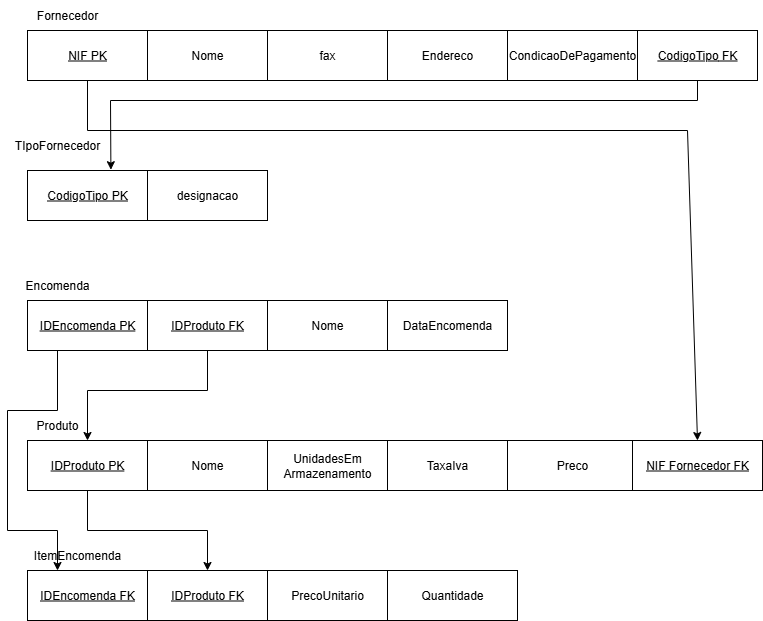 Fornecedor
NIF PK
Nome
fax
Endereco
CondicaoDePagamento
CodigoTipo FK
TIpoFornecedor
CodigoTipo PK
designacao
Encomenda
IDEncomenda PK
IDProduto FK
Nome
DataEncomenda
Produto
IDProduto PK
Nome
UnidadesEm
Armazenamento
TaxaIva
Preco
NIF Fornecedor FK
ItemEncomenda
IDEncomenda FK
IDProduto FK
PrecoUnitario
Quantidade